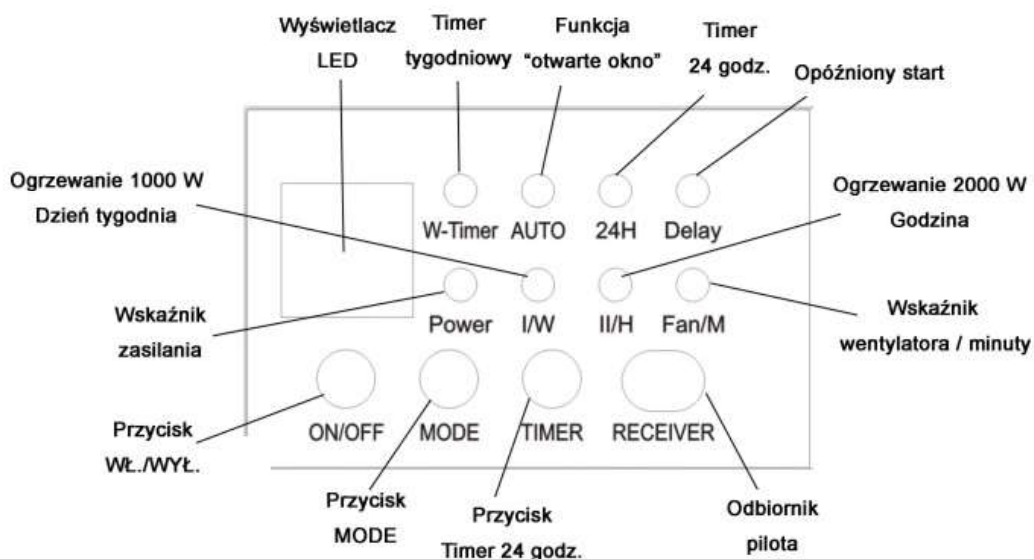 Wyświetlacz
LED
Timer
tygodniowy
Funkcja
“otwarte okno”
Timer
24 godz.
Opóźniony start
Ogrzewanie 1000 W
Dzień tygodnia
Ogrzewanie 2000 W
Godzina
W-Timer AUTO 24H Delay
Wskaźnik
zasilania
Power I/W II/H Fan/M
Wskaźnik
wentylatora / minuty
Przycisk
WŁ./WYŁ.
ON/OFF MODE TIMER RECEIVER
Przycisk
MODE
Przycisk
Timer 24 godz.
Odbiornik
pilota